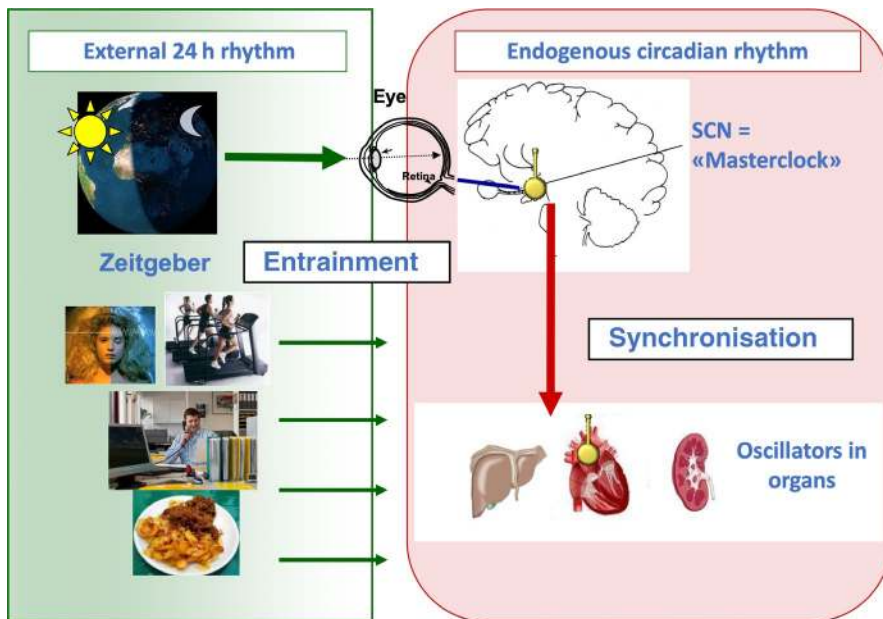 External 24 h rhythm
Endogenous circadian rhythm
Eye
Retina
SCN =
«Masterclock»
Zeitgeber
Entrainment
Synchronisation
Oscillators in
organs